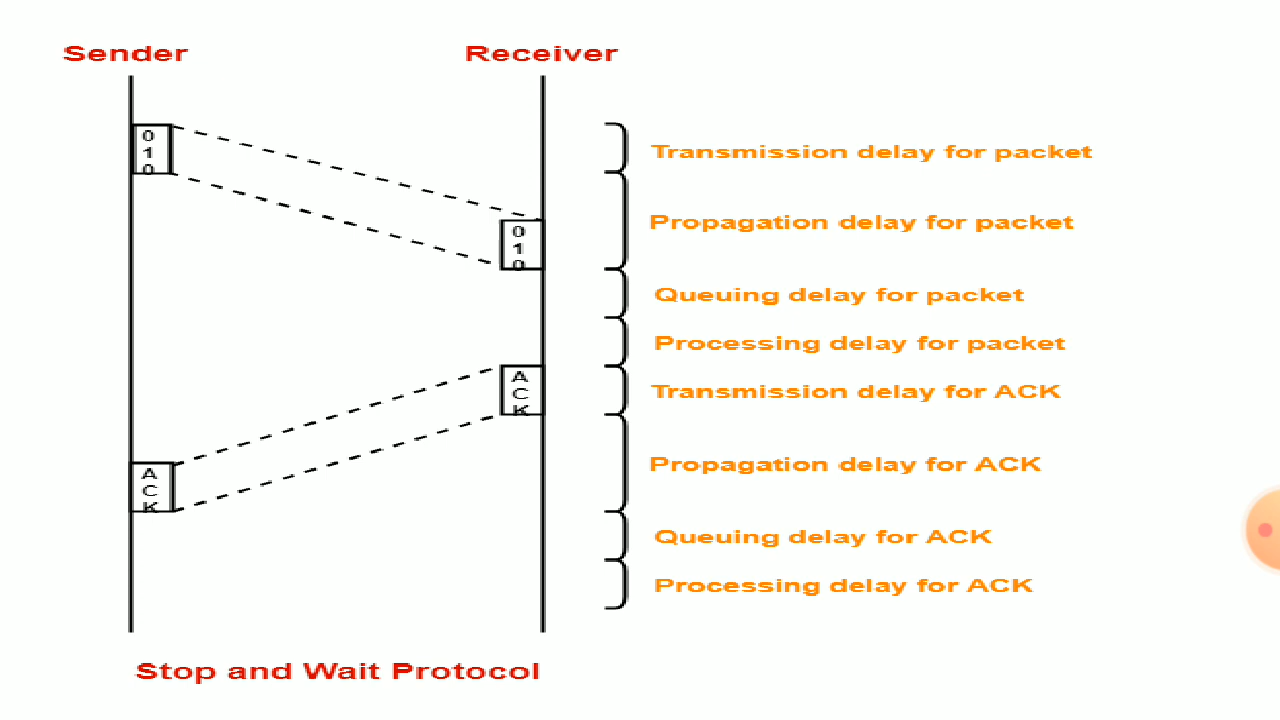 Sender
Receiver
0
1
0
Transmission delay for packet
Propagation delay for packet
0
1
0
Queuing delay for packet
Processing delay for packet
A
C
K
Transmission delay for ACK
Propagation delay for ACK
A
C
K
Queuing delay for ACK
Processing delay for ACK
Stop and Wait Protocol